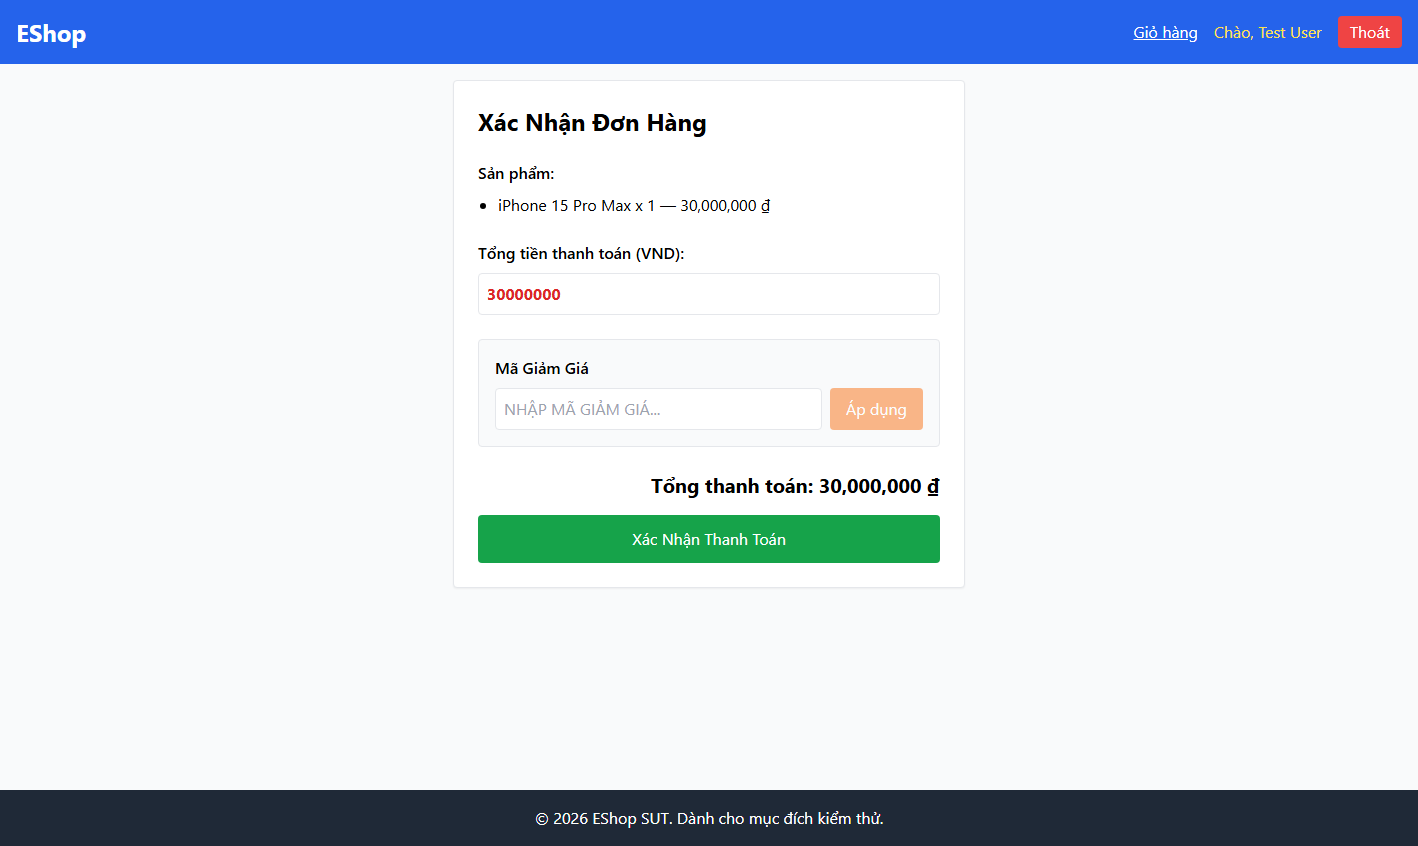 EShop
Giỏ hàng Chào, Test User Thoát
Xác Nhận Đơn Hàng
Sản phẩm:
iPhone 15 Pro Max x 1 — 30,000,000 ₫
Tổng tiền thanh toán (VND):
30000000
Mã Giảm Giá
NHẬP MÃ GIẢM GIÁ... Áp dụng
Tổng thanh toán: 30,000,000 ₫
Xác Nhận Thanh Toán
© 2026 EShop SUT. Dành cho mục đích kiểm thử.